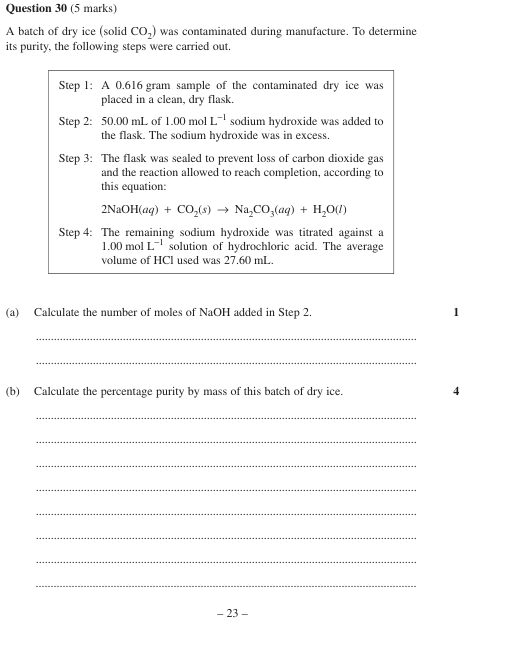 Question 30 (5 marks)
A batch of dry ice (solid CO₂) was contaminated during manufacture. To determine
its purity, the following steps were carried out.
Step 1: A 0.616 gram sample of the contaminated dry ice was
placed in a clean, dry flask.
Step 2: 50.00 mL of 1.00 mol L⁻¹ sodium hydroxide was added to
the flask. The sodium hydroxide was in excess.
Step 3: The flask was sealed to prevent loss of carbon dioxide gas
and the reaction allowed to reach completion, according to
this equation:
2NaOH(aq) + CO₂(s) → Na₂CO₃(aq) + H₂O(l)
Step 4: The remaining sodium hydroxide was titrated against a
1.00 mol L⁻¹ solution of hydrochloric acid. The average
volume of HCl used was 27.60 mL.
(a) Calculate the number of moles of NaOH added in Step 2. 1
(b) Calculate the percentage purity by mass of this batch of dry ice. 4
– 23 –